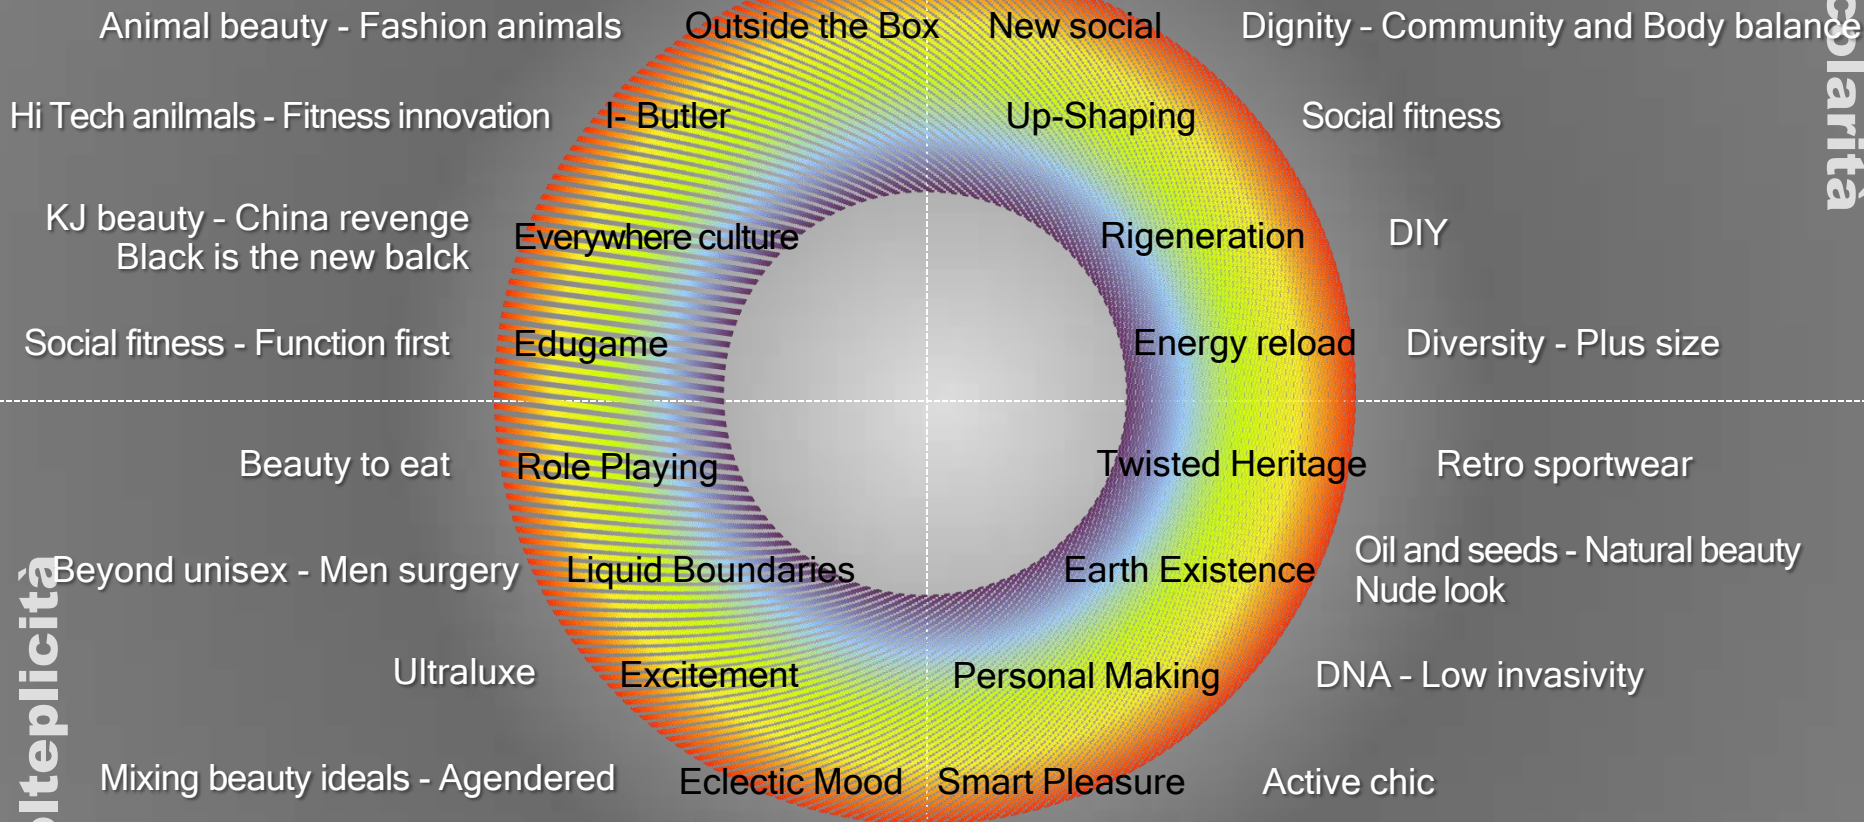 Animal beauty - Fashion animals Outside the Box New social Dignity - Community and Body balance
Hi Tech anilmals - Fitness innovation I- Butler Up-Shaping Social fitness
KJ beauty - China revenge
Black is the new balck
Everywhere culture Rigeneration DIY
Social fitness - Function first Edugame Energy reload Diversity - Plus size
Beauty to eat Role Playing Twisted Heritage Retro sportwear
Beyond unisex - Men surgery Liquid Boundaries Earth Existence
Oil and seeds - Natural beauty
Nude look
Ultraluxe Excitement Personal Making DNA - Low invasivity
Mixing beauty ideals - Agendered Eclectic Mood Smart Pleasure Active chic
colarità
olteplicità